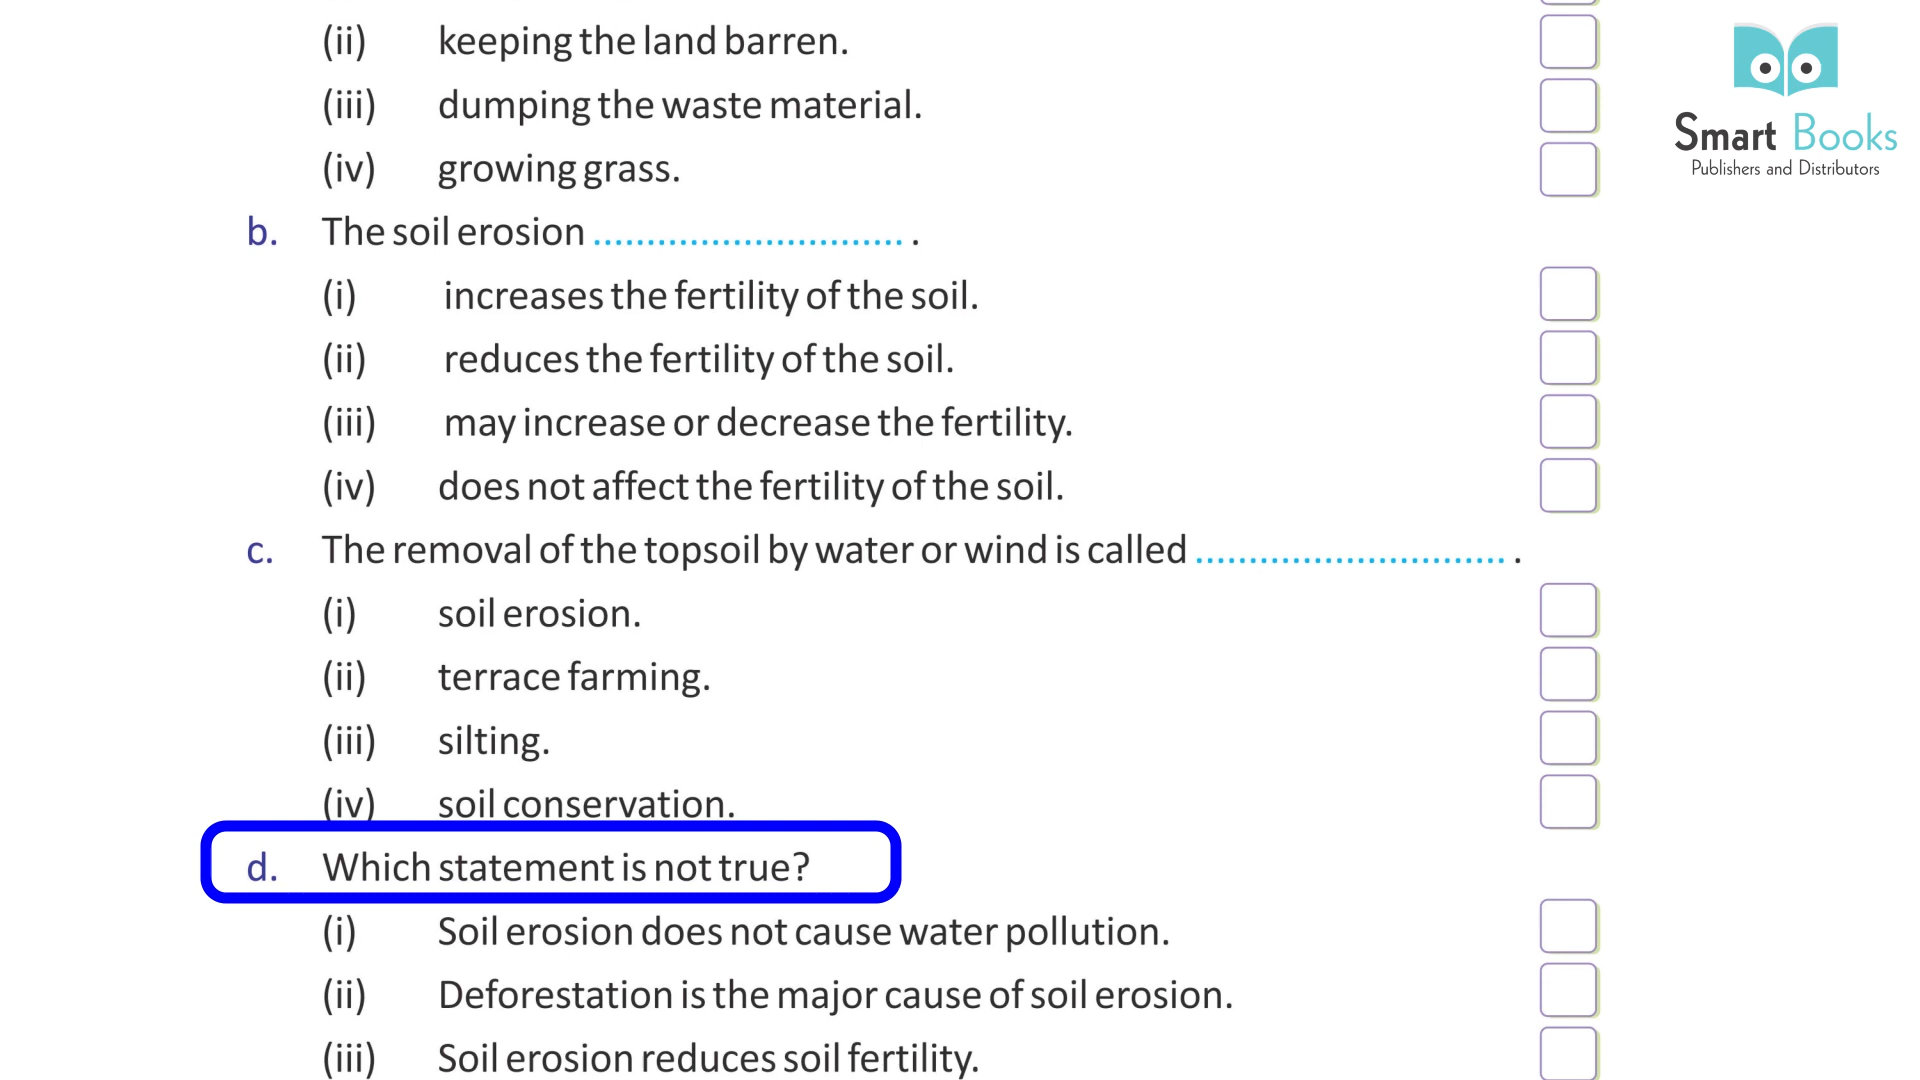 (ii) keeping the land barren.
(iii) dumping the waste material.
(iv) growing grass.
b. The soil erosion ............................. .
(i) increases the fertility of the soil.
(ii) reduces the fertility of the soil.
(iii) may increase or decrease the fertility.
(iv) does not affect the fertility of the soil.
c. The removal of the topsoil by water or wind is called ............................. .
(i) soil erosion.
(ii) terrace farming.
(iii) silting.
(iv) soil conservation.
d. Which statement is not true?
(i) Soil erosion does not cause water pollution.
(ii) Deforestation is the major cause of soil erosion.
(iii) Soil erosion reduces soil fertility.
Smart Books
Publishers and Distributors